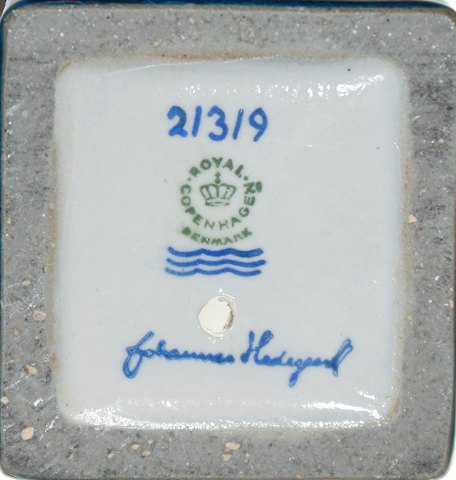 21319
ROYAL COPENHAGEN
DENMARK
Johannes Hedegaard